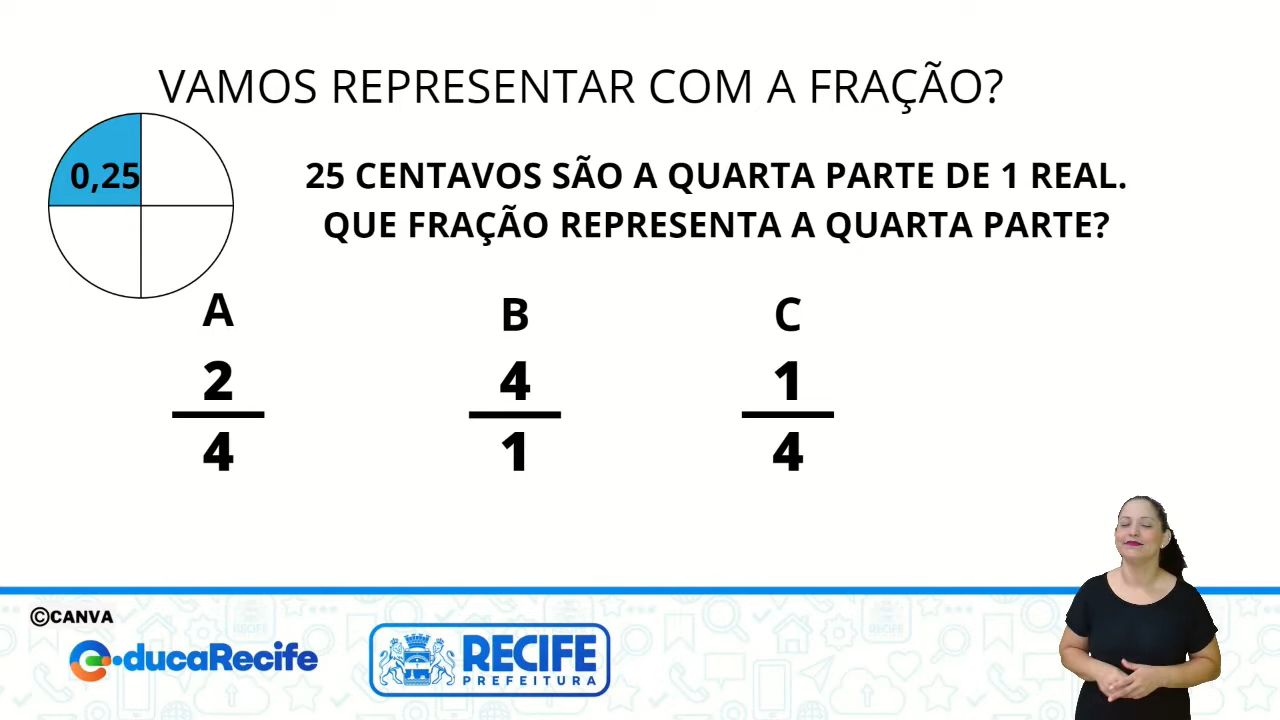 VAMOS REPRESENTAR COM A FRAÇÃO?
0,25
25 CENTAVOS SÃO A QUARTA PARTE DE 1 REAL.
QUE FRAÇÃO REPRESENTA A QUARTA PARTE?
A
2
4
B
4
1
C
1
4
©CANVA
ducaRecife
RECIFE
PREFEITURA